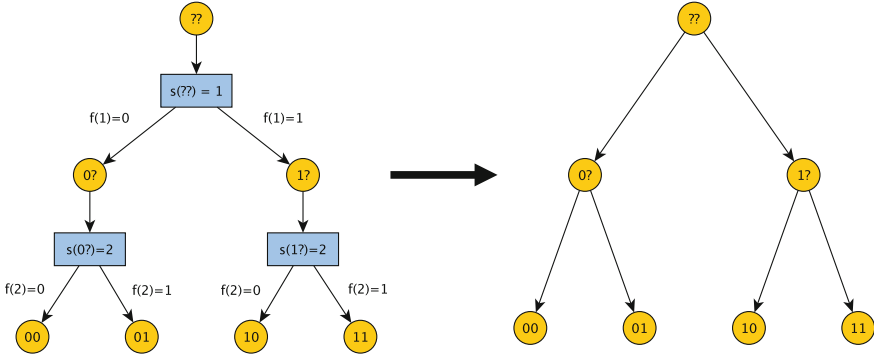 ??
s(??) = 1
f(1)=0
f(1)=1
0?
1?
s(0?)=2
s(1?)=2
f(2)=0
f(2)=1
f(2)=0
f(2)=1
00
01
10
11
??
0?
1?
00
01
10
11